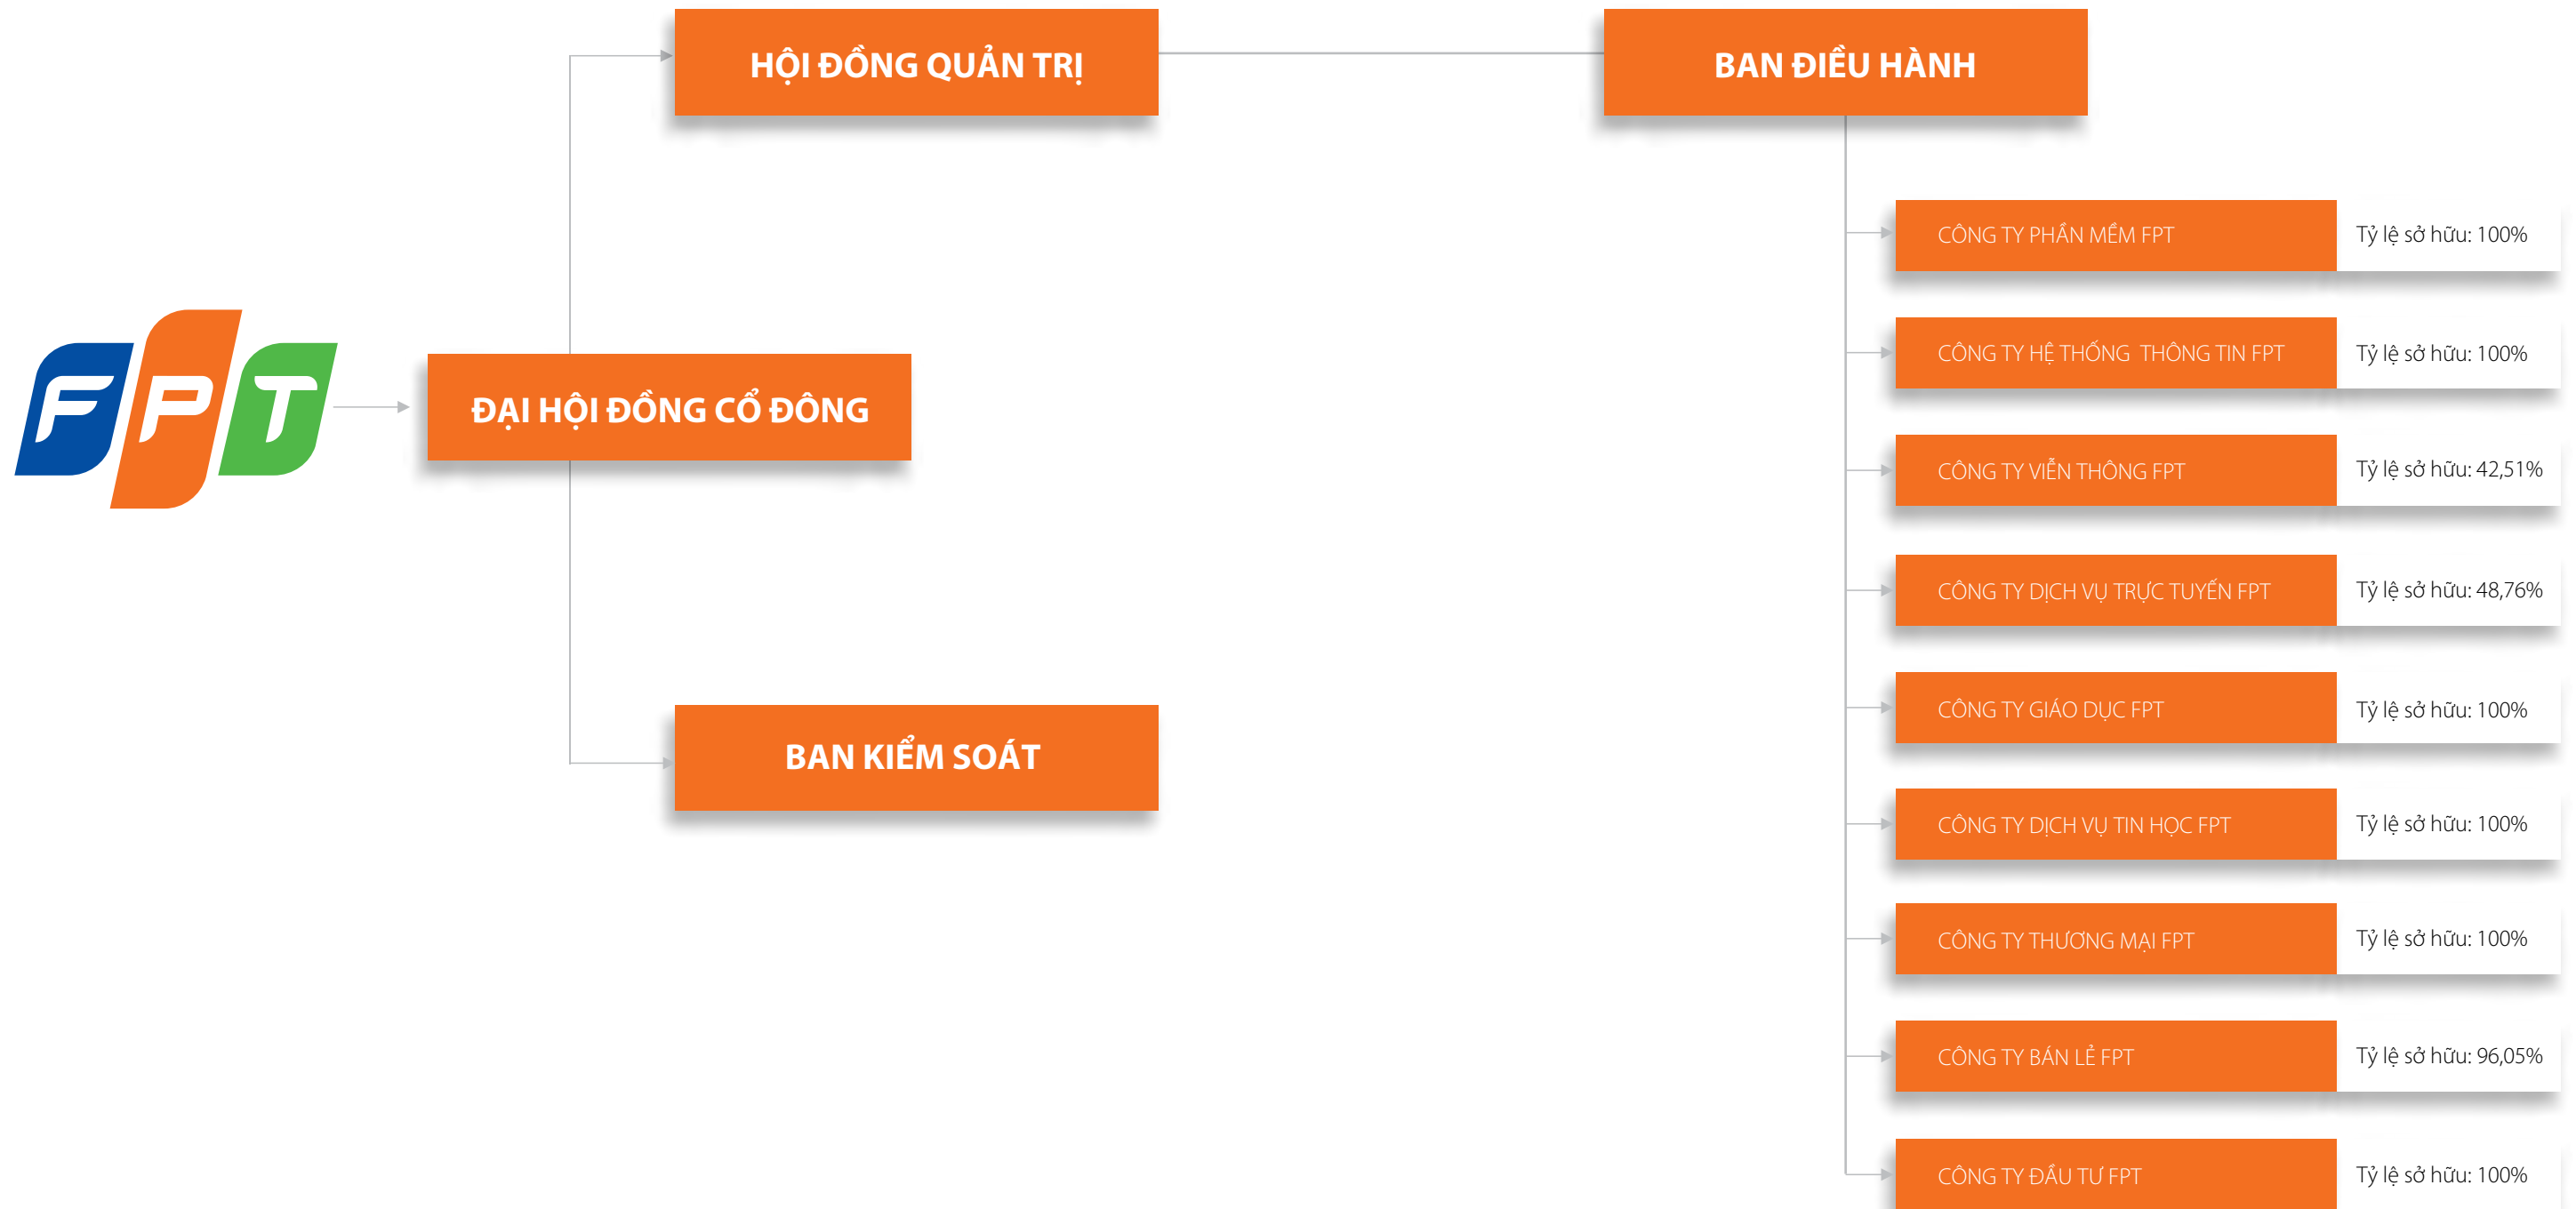 HỘI ĐỒNG QUẢN TRỊ
BAN ĐIỀU HÀNH
FPT
ĐẠI HỘI ĐỒNG CỔ ĐÔNG
BAN KIỂM SOÁT
CÔNG TY PHẦN MỀM FPT Tỷ lệ sở hữu: 100%
CÔNG TY HỆ THỐNG THÔNG TIN FPT Tỷ lệ sở hữu: 100%
CÔNG TY VIỄN THÔNG FPT Tỷ lệ sở hữu: 42,51%
CÔNG TY DỊCH VỤ TRỰC TUYẾN FPT Tỷ lệ sở hữu: 48,76%
CÔNG TY GIÁO DỤC FPT Tỷ lệ sở hữu: 100%
CÔNG TY DỊCH VỤ TIN HỌC FPT Tỷ lệ sở hữu: 100%
CÔNG TY THƯƠNG MẠI FPT Tỷ lệ sở hữu: 100%
CÔNG TY BÁN LẺ FPT Tỷ lệ sở hữu: 96,05%
CÔNG TY ĐẦU TƯ FPT Tỷ lệ sở hữu: 100%